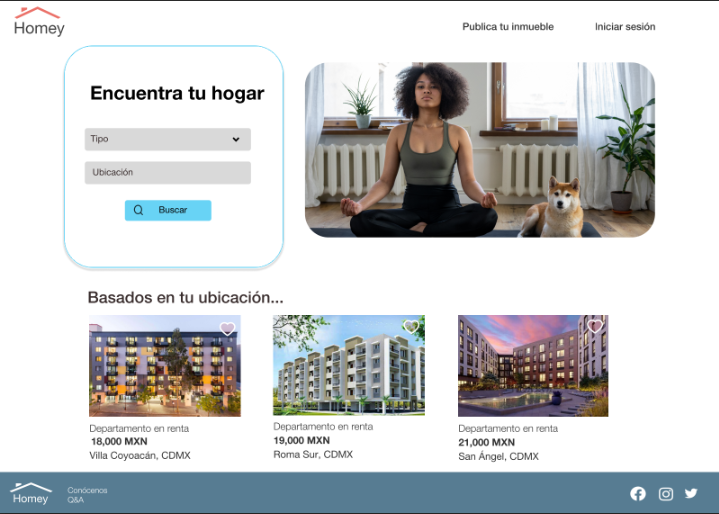 Homey
Publica tu inmueble
Iniciar sesión
Encuentra tu hogar
Tipo
Ubicación
Buscar
Basados en tu ubicación...
Departamento en renta
18,000 MXN
Villa Coyoacán, CDMX
Departamento en renta
19,000 MXN
Roma Sur, CDMX
Departamento en renta
21,000 MXN
San Ángel, CDMX
Homey
Conócenos
Q&A